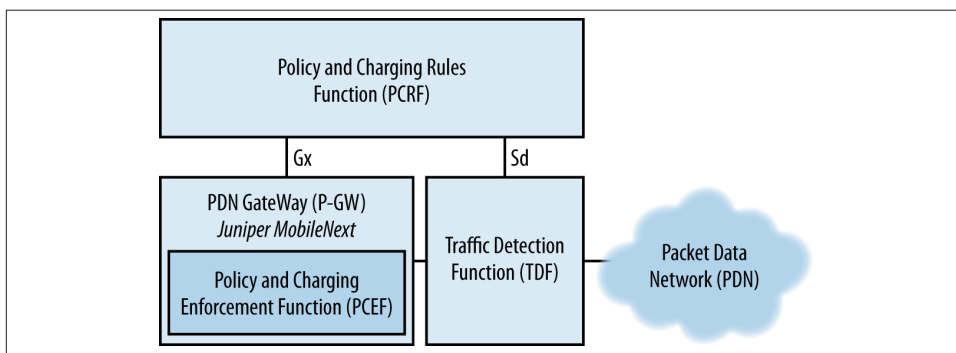 Policy and Charging Rules
Function (PCRF)
Gx
Sd
PDN GateWay (P-GW)
Juniper MobileNext
Policy and Charging
Enforcement Function (PCEF)
Traffic Detection
Function (TDF)
Packet Data
Network (PDN)